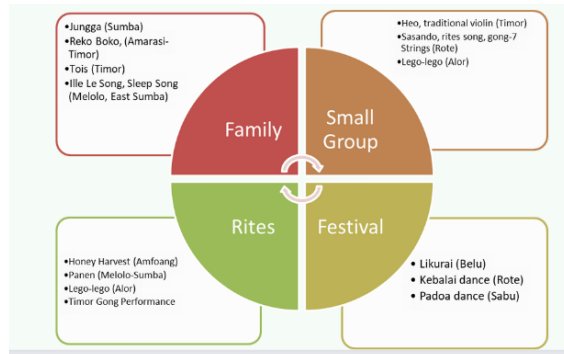 •Jungga (Sumba)
•Reko Boko, (Amarasi-
Timor)
•Tois (Timor)
•Ille Le Song, Sleep Song
(Melolo, East Sumba)
•Heo, traditional violin (Timor)
•Sasando, rites song, gong-7
Strings (Rote)
•Lego-lego (Alor)
Family
Small
Group
Rites
Festival
•Honey Harvest (Amfoang)
•Panen (Melolo-Sumba)
•Lego-lego (Alor)
•Timor Gong Performance
• Likurai (Belu)
• Kebalai dance (Rote)
• Padoa dance (Sabu)